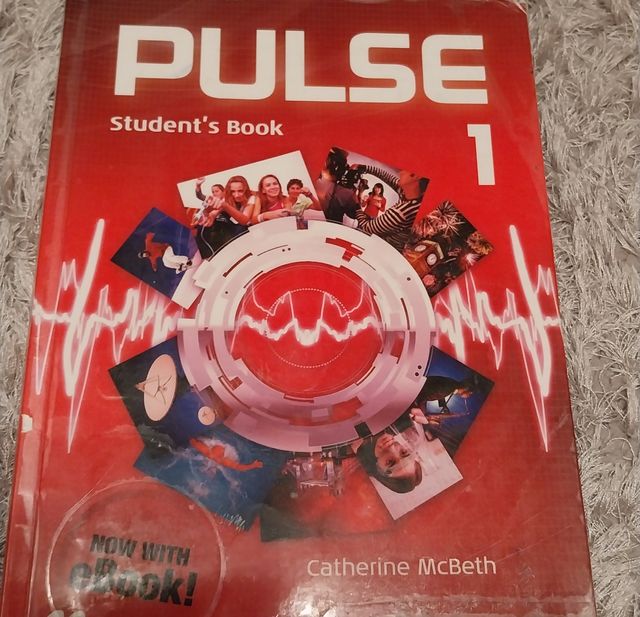 PULSE
Student's Book
1
NOW WITH
eBook!
Catherine McBeth